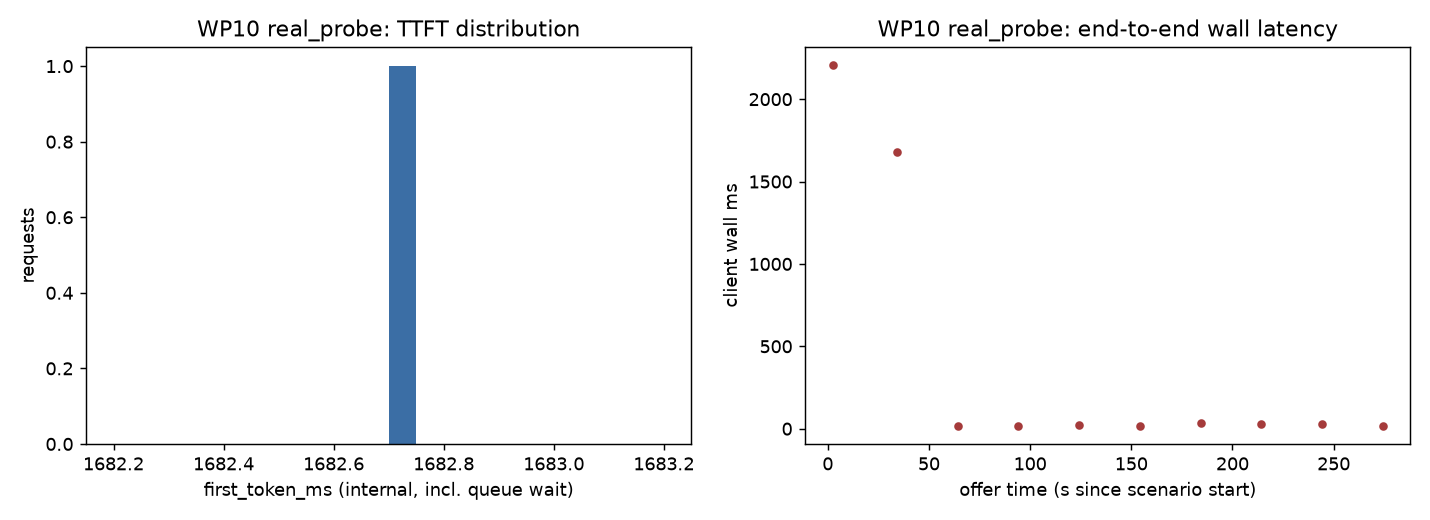 WP10 real_probe: TTFT distribution
requests
1.0
0.8
0.6
0.4
0.2
0.0
1682.2 1682.4 1682.6 1682.8 1683.0 1683.2
first_token_ms (internal, incl. queue wait)
WP10 real_probe: end-to-end wall latency
client wall ms
2000
1500
1000
500
0
0 50 100 150 200 250
offer time (s since scenario start)